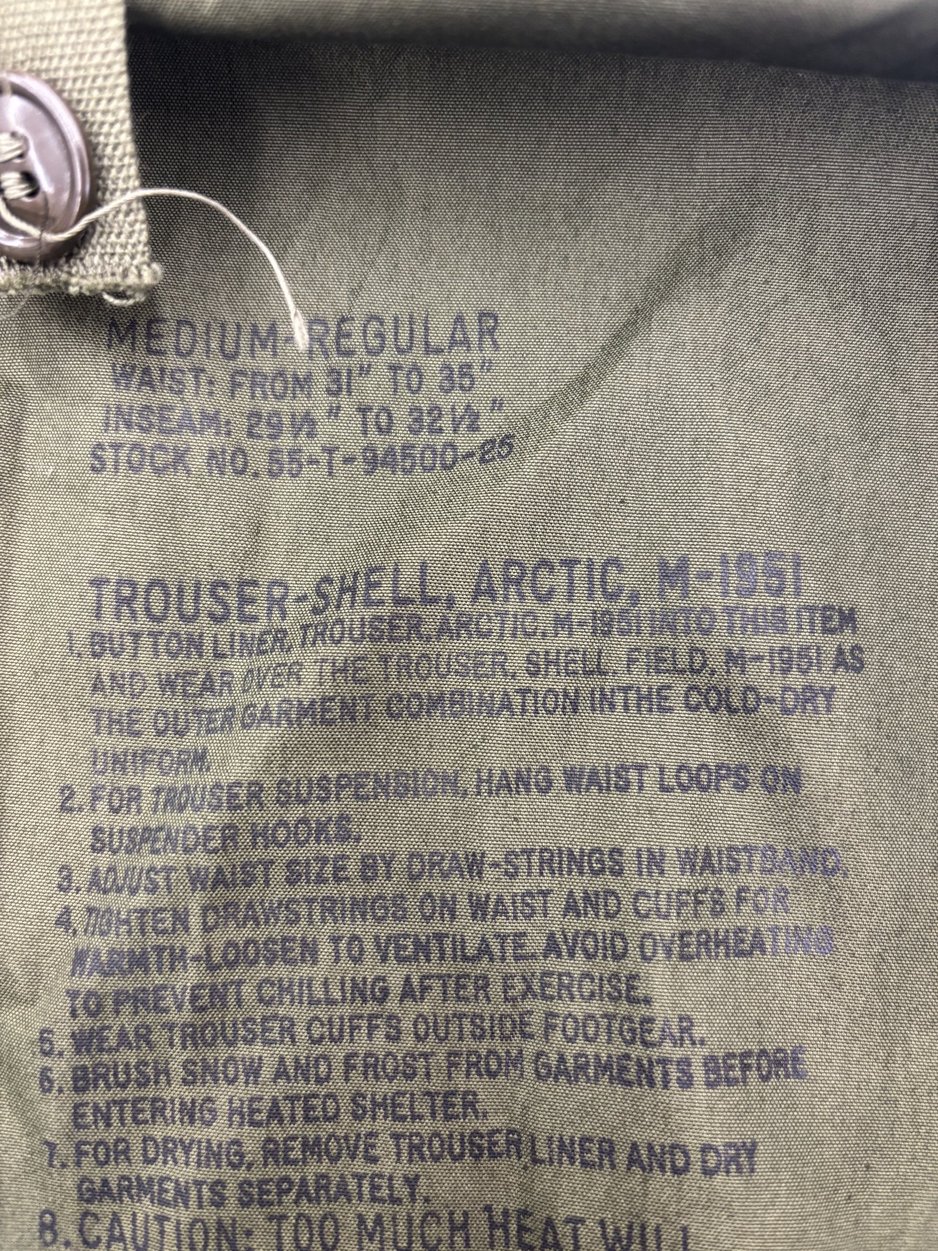 MEDIUM-REGULAR
WAIST: FROM 31" TO 35"
INSEAM: 29½" TO 32½"
STOCK NO. 55-T-94500-25
TROUSER-SHELL, ARCTIC, M-1951
1. BUTTON LINER, TROUSER, ARCTIC, M-1951 INTO THIS ITEM
AND WEAR OVER THE TROUSER, SHELL, FIELD, M-1951 AS
THE OUTER GARMENT COMBINATION IN THE COLD-DRY
UNIFORM.
2. FOR TROUSER SUSPENSION, HANG WAIST LOOPS ON
SUSPENDER HOOKS.
3. ADJUST WAIST SIZE BY DRAW-STRINGS IN WAISTBAND.
4. TIGHTEN DRAWSTRINGS ON WAIST AND CUFFS FOR
WARMTH-LOOSEN TO VENTILATE. AVOID OVERHEATING
TO PREVENT CHILLING AFTER EXERCISE.
5. WEAR TROUSER CUFFS OUTSIDE FOOTGEAR.
6. BRUSH SNOW AND FROST FROM GARMENTS BEFORE
ENTERING HEATED SHELTER.
7. FOR DRYING, REMOVE TROUSER LINER AND DRY
GARMENTS SEPARATELY.
8. CAUTION: TOO MUCH HEAT WILL